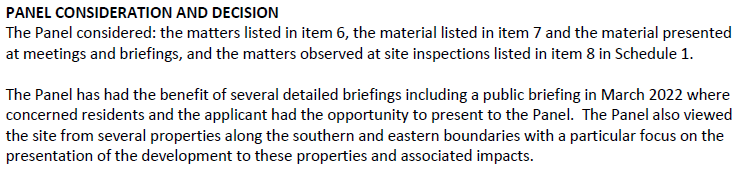 PANEL CONSIDERATION AND DECISION
The Panel considered: the matters listed in item 6, the material listed in item 7 and the material presented
at meetings and briefings, and the matters observed at site inspections listed in item 8 in Schedule 1.
The Panel has had the benefit of several detailed briefings including a public briefing in March 2022 where
concerned residents and the applicant had the opportunity to present to the Panel.  The Panel also viewed
the site from several properties along the southern and eastern boundaries with a particular focus on the
presentation of the development to these properties and associated impacts.